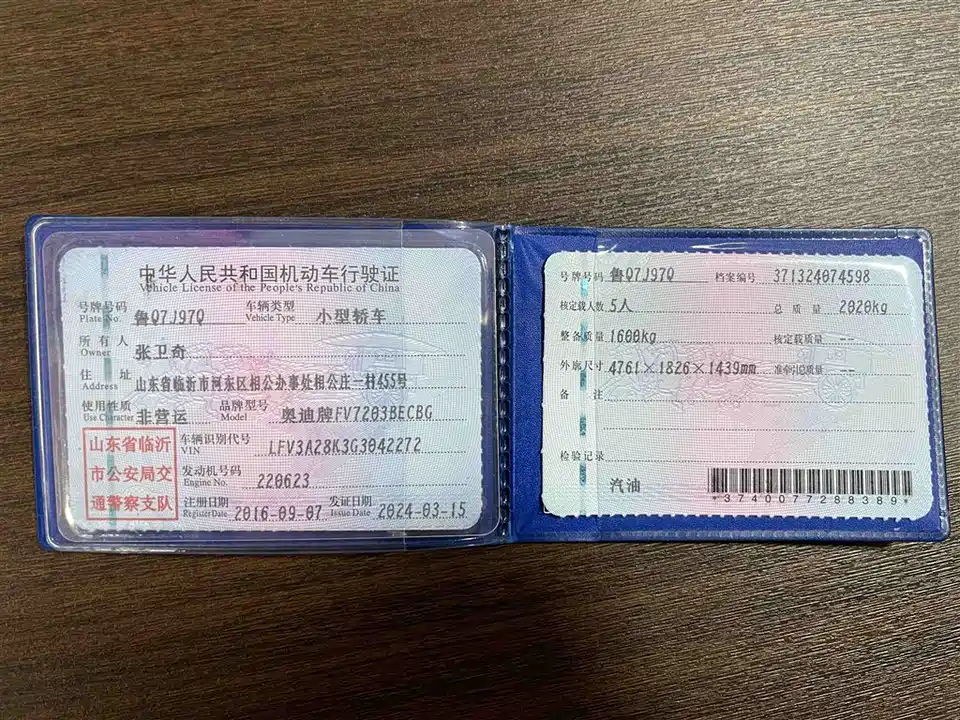 中华人民共和国机动车行驶证
Vehicle License of the People's Republic of China
号牌号码 Plate No. 鲁Q7J97Q 车辆类型 Vehicle Type 小型轿车
所有人 Owner 张卫奇
住址 Address 山东省临沂市河东区相公办事处相公庄一村455号
使用性质 Use Character 非营运 品牌型号 Model 奥迪牌FV7203BECBG
车辆识别代号 VIN LFV3A28K3G3042272
发动机号码 Engine No. 220623
注册日期 Register Date 2016-09-07 发证日期 Issue Date 2024-03-15
山东省临沂
市公安局交
通警察支队
号牌号码 鲁Q7J97Q 档案编号 371324074598
核定载人数 5人 总质量 2020kg
整备质量 1600kg 核定载质量 --
外廓尺寸 4761×1826×1439mm 准牵引总质量 --
备注
检验记录
汽油
*3740077288389*